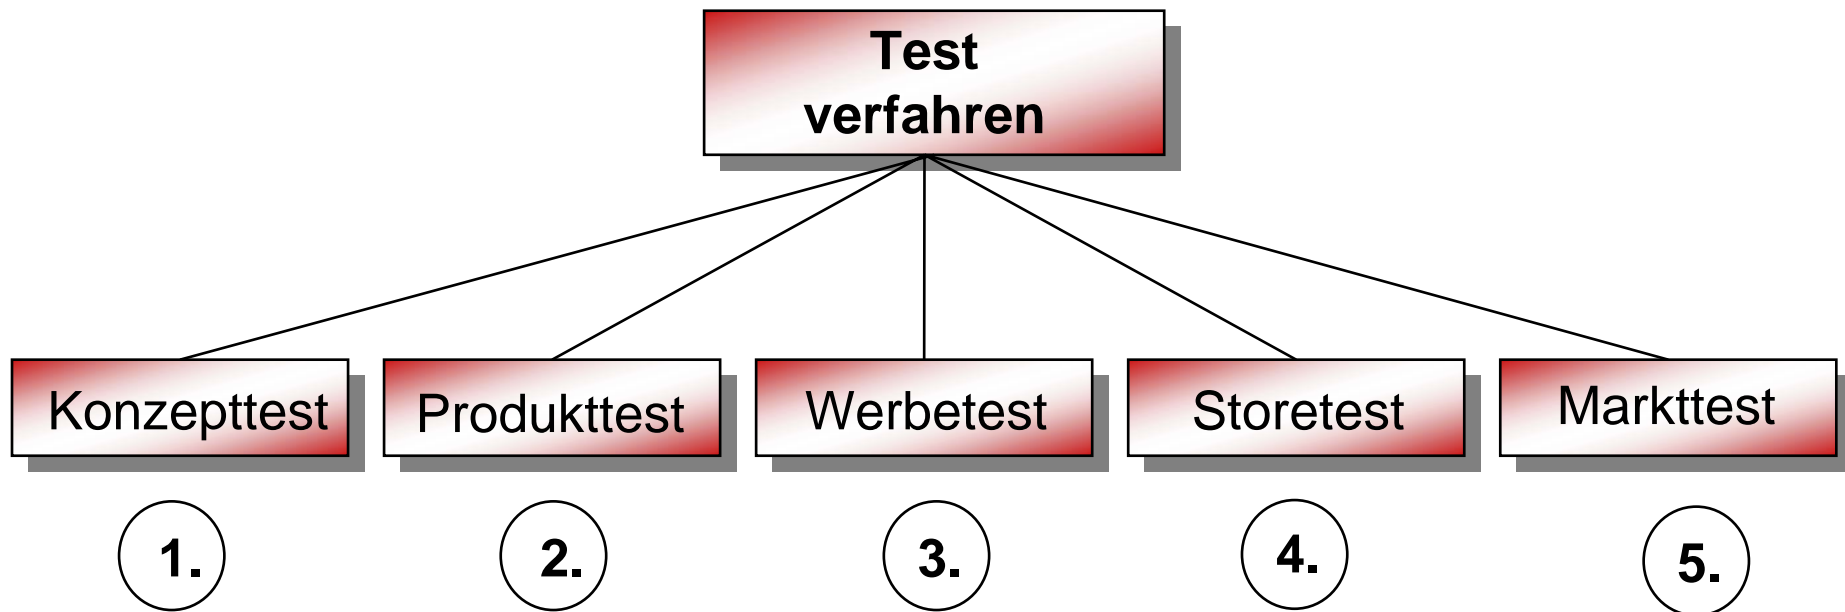 Test
verfahren
Konzepttest
Produkttest
Werbetest
Storetest
Markttest
1.
2.
3.
4.
5.